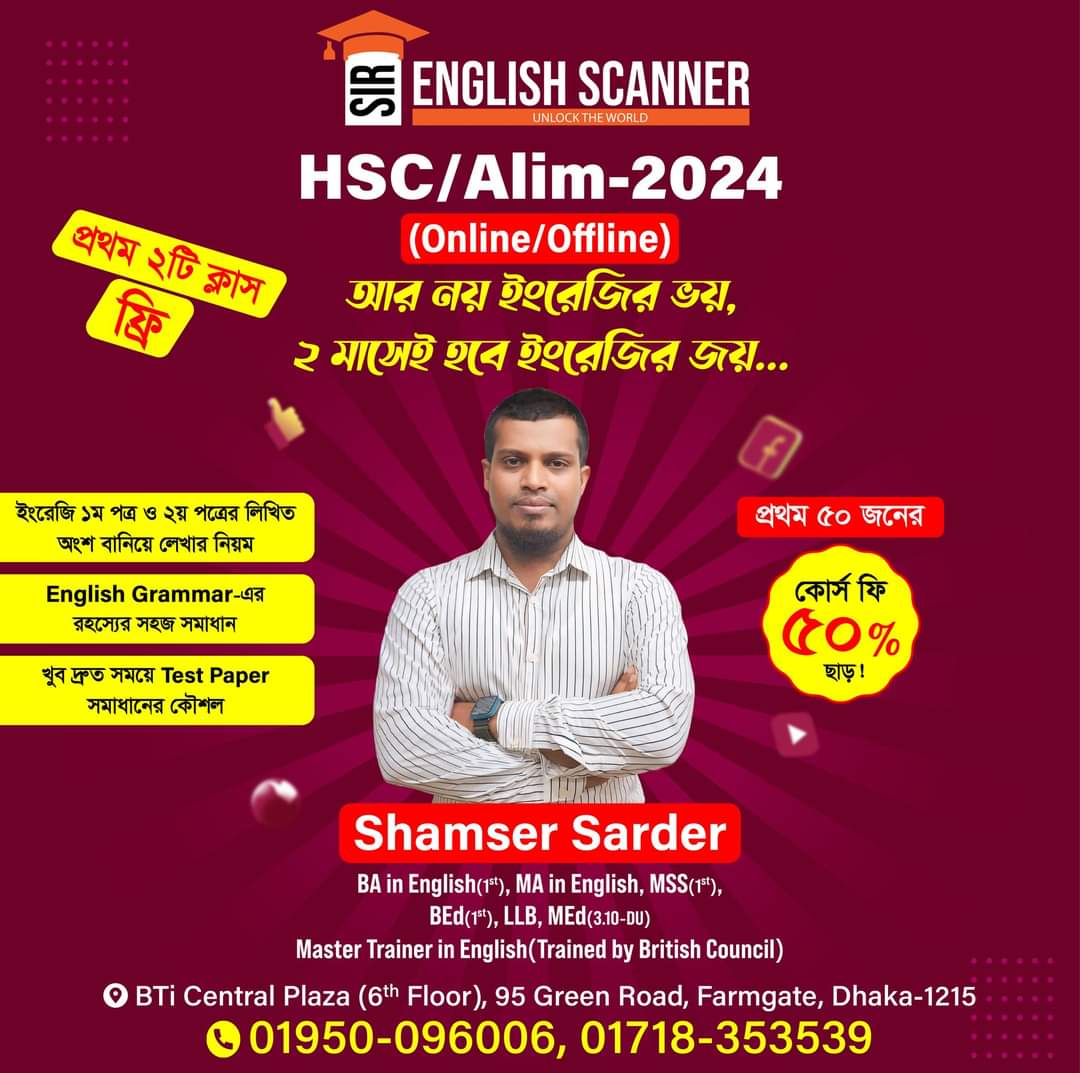 SIR ENGLISH SCANNER
UNLOCK THE WORLD
HSC/Alim-2024
(Online/Offline)
প্রথম ২টি ক্লাস
ফ্রি
আর নয় ইংরেজির ভয়,
২ মাসেই হবে ইংরেজির জয়...
ইংরেজি ১ম পত্র ও ২য় পত্রের লিখিত
অংশ বানিয়ে লেখার নিয়ম
English Grammar-এর
রহস্যের সহজ সমাধান
খুব দ্রুত সময়ে Test Paper
সমাধানের কৌশল
প্রথম ৫০ জনের
কোর্স ফি
৫০%
ছাড়!
Shamser Sarder
BA in English(1st), MA in English, MSS(1st),
BEd(1st), LLB, MEd(3.10-DU)
Master Trainer in English(Trained by British Council)
BTi Central Plaza (6th Floor), 95 Green Road, Farmgate, Dhaka-1215
01950-096006, 01718-353539